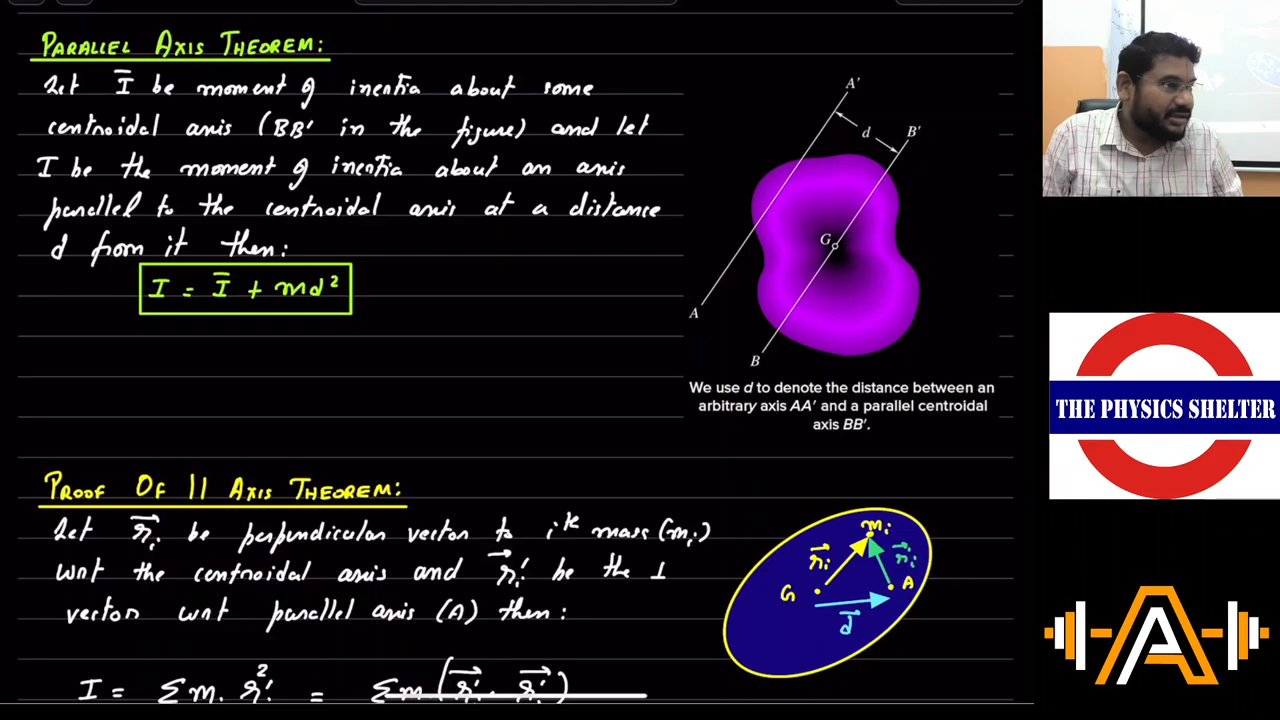 PARALLEL AXIS THEOREM:
Let Ī be moment of inertia about some
centroidal axis (BB' in the figure) and let
I be the moment of inertia about an axis
parallel to the centroidal axis at a distance
d from it then:
I = Ī + md²
A'
d
B'
G
A
B
We use d to denote the distance between an
arbitrary axis AA′ and a parallel centroidal
axis BB′.
THE PHYSICS SHELTER
PROOF OF || AXIS THEOREM:
Let r⃗ᵢ be perpendicular vector to iᵗʰ mass (mᵢ)
wrt the centroidal axis and r⃗ᵢ' be the ⊥
vector wrt parallel axis (A) then:
mᵢ
r⃗ᵢ
r⃗ᵢ'
G
A
d⃗
I = Σmᵢ rᵢ'² = Σm (r⃗ᵢ' · r⃗ᵢ')
A